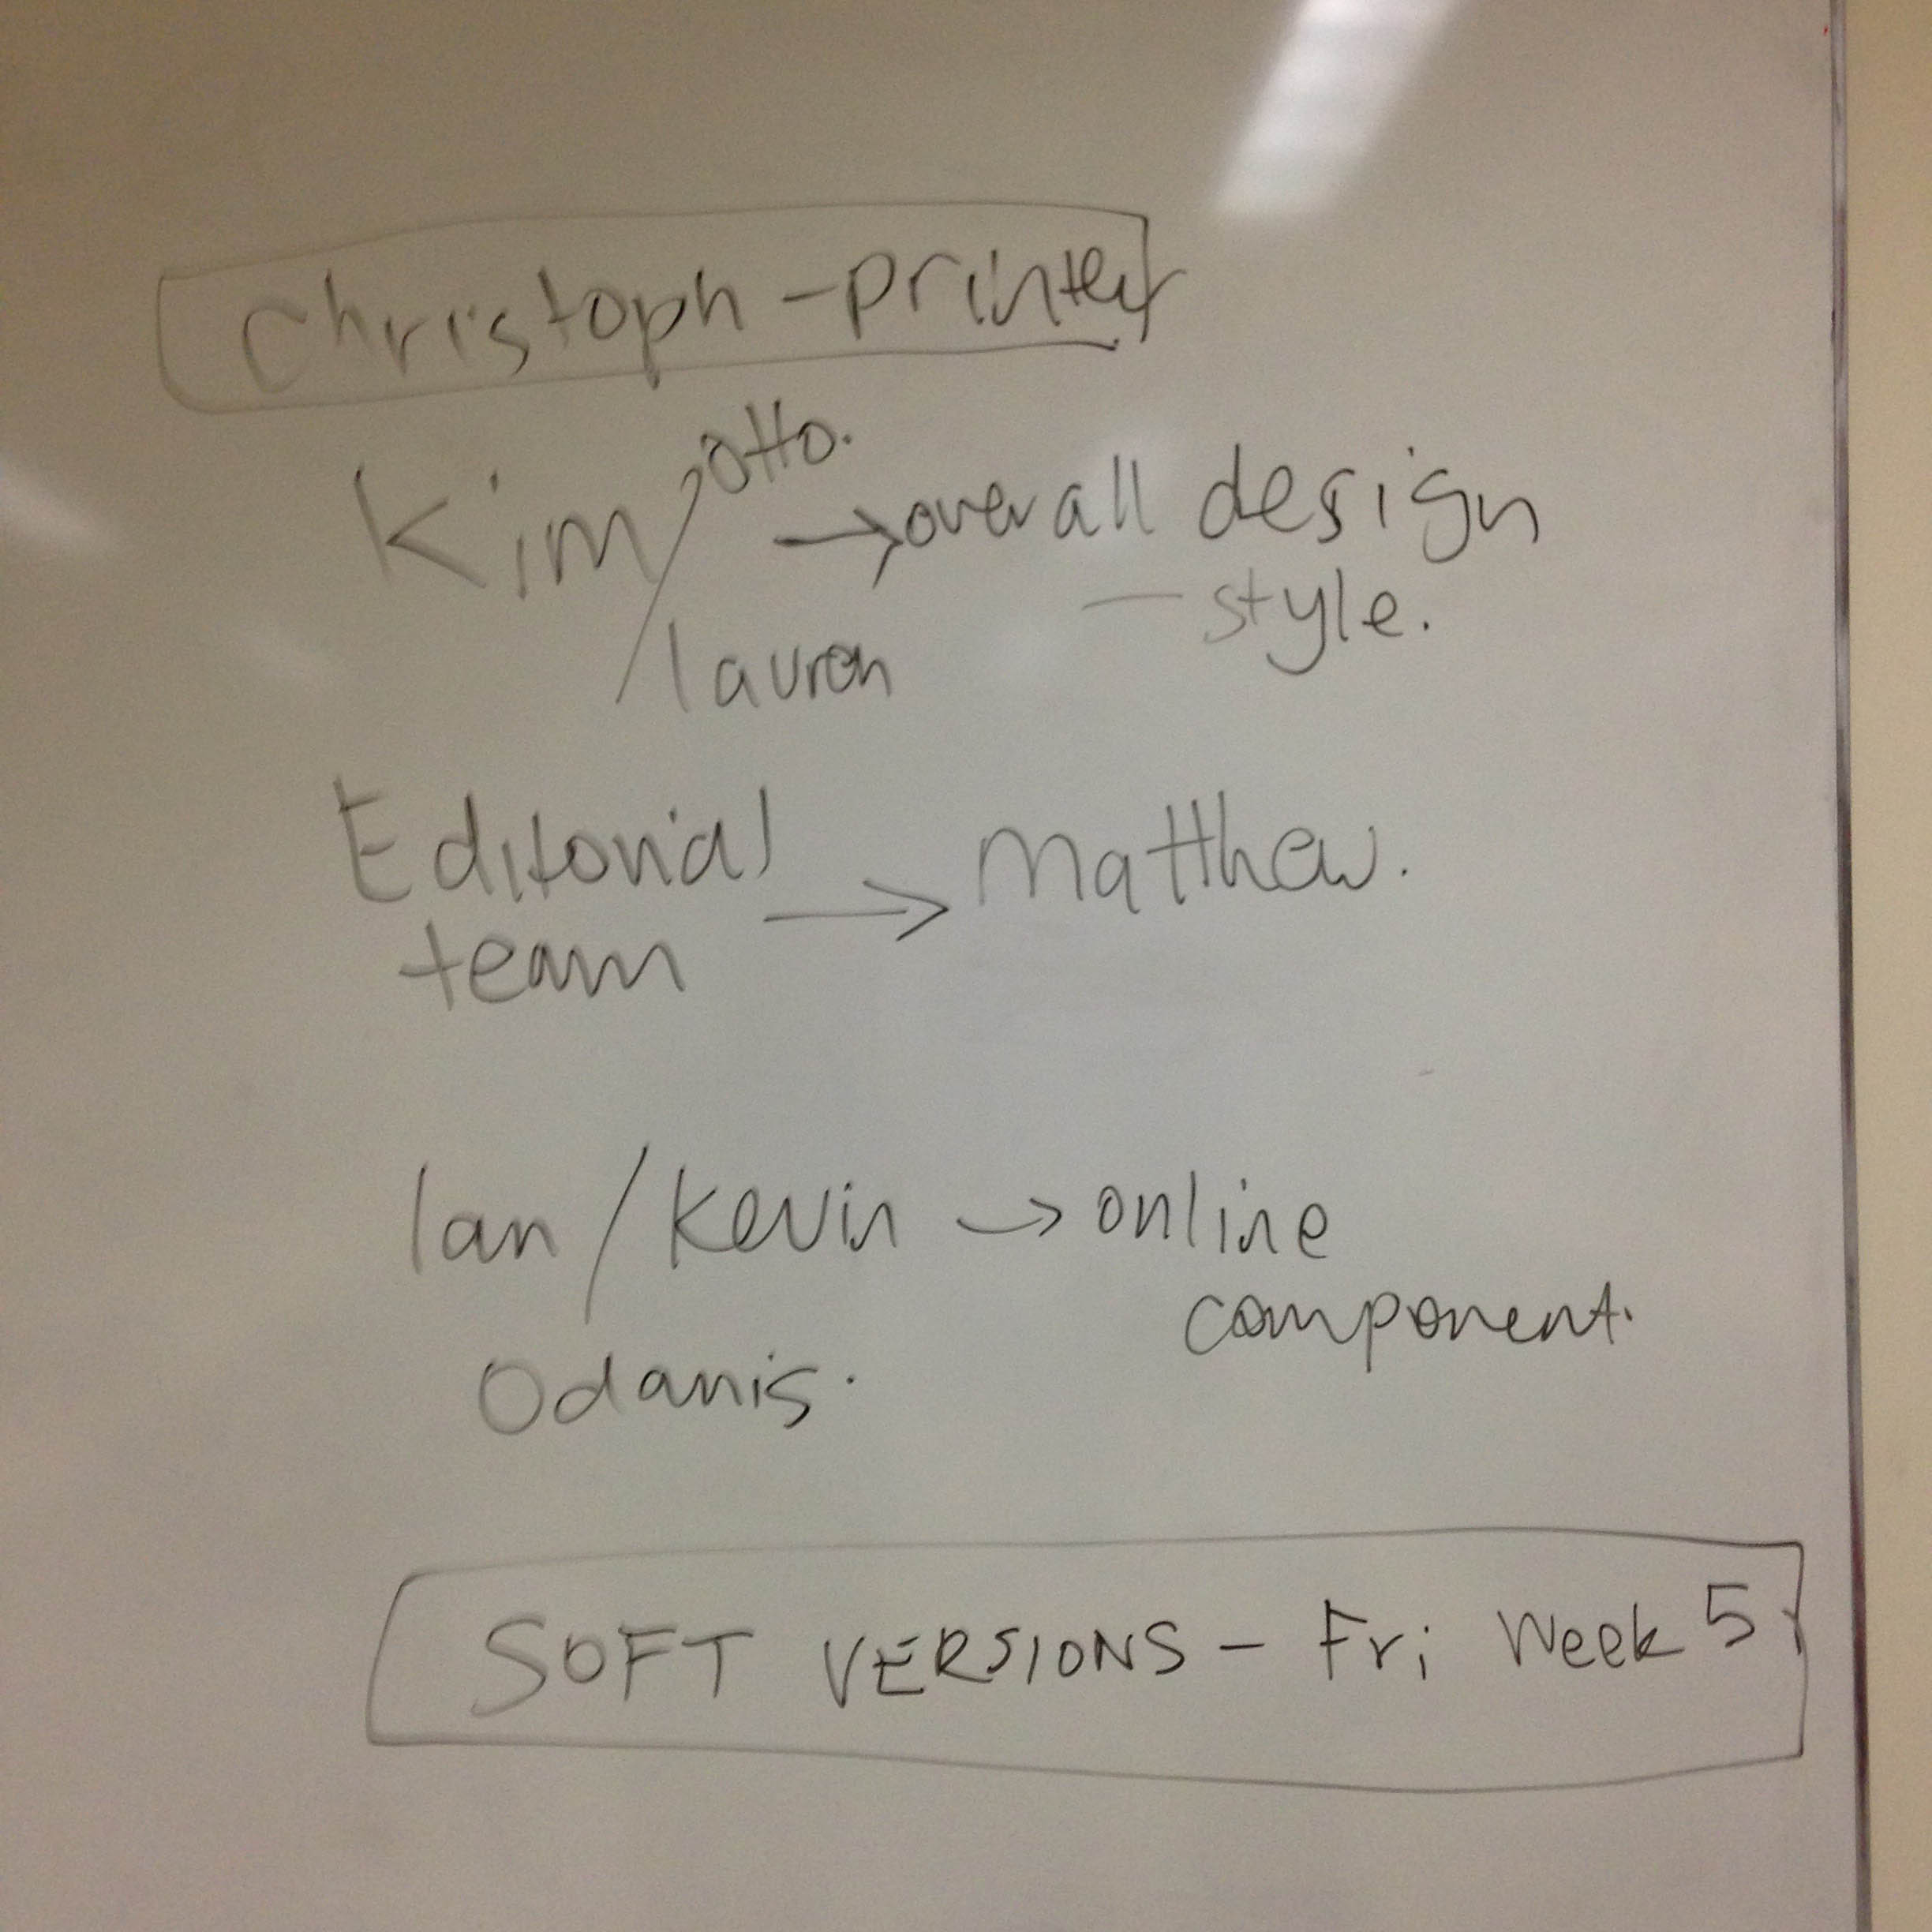 Christoph - printer
Kim / Otto. → overall design
lauren — style.
Editorial → Matthew.
team
Ian / Kevin → online
component.
Odanis.
SOFT VERSIONS - Fri Week 5